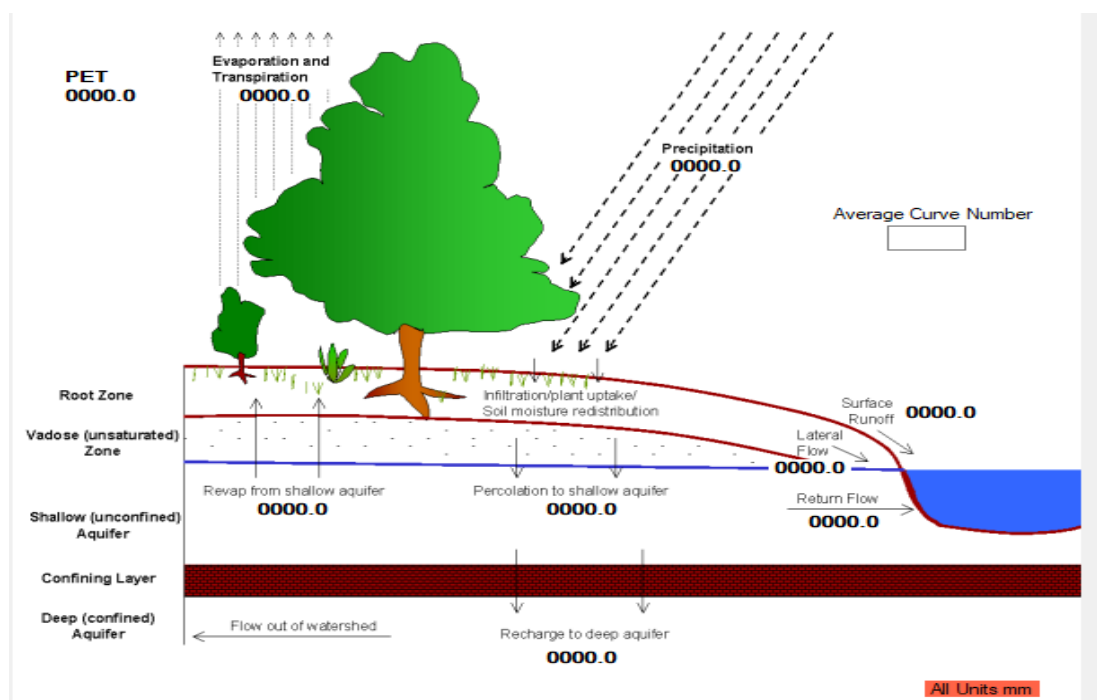 PET
0000.0
Evaporation and
Transpiration
0000.0
Precipitation
0000.0
Average Curve Number
Root Zone
Infiltration/plant uptake/
Soil moisture redistribution
Surface
Runoff
0000.0
Vadose (unsaturated)
Zone
Lateral
Flow
0000.0
Revap from shallow aquifer
0000.0
Percolation to shallow aquifer
0000.0
Return Flow
0000.0
Shallow (unconfined)
Aquifer
Confining Layer
Deep (confined)
Aquifer
Flow out of watershed
Recharge to deep aquifer
0000.0
All Units mm